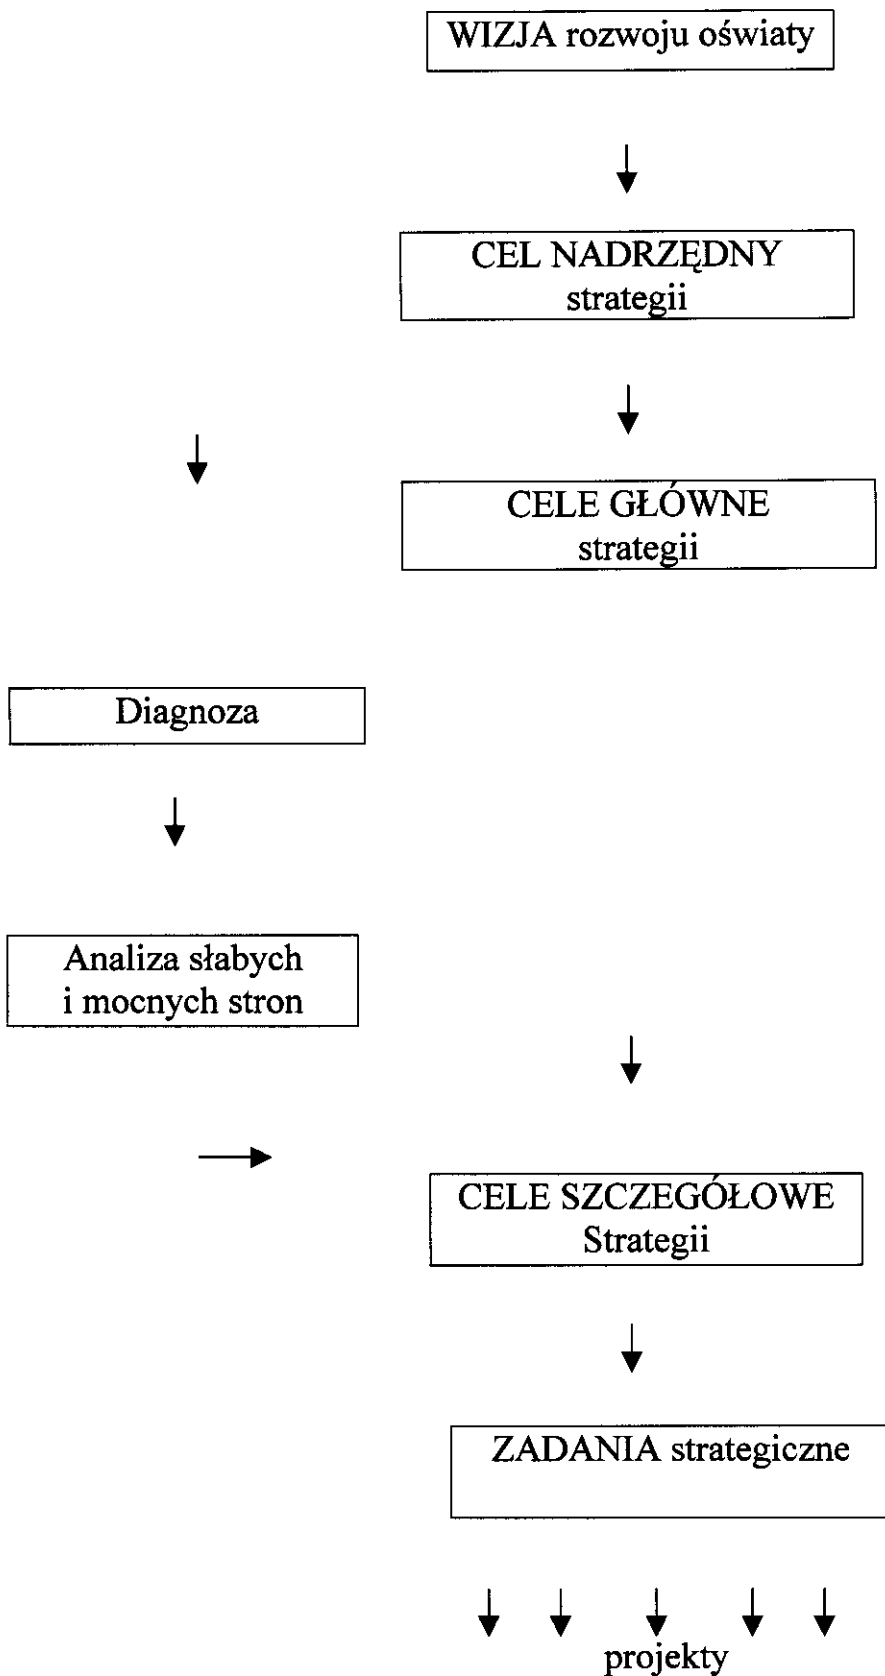 WIZJA rozwoju oświaty
CEL NADRZĘDNY
strategii
CELE GŁÓWNE
strategii
Diagnoza
Analiza słabych
i mocnych stron
CELE SZCZEGÓŁOWE
Strategii
ZADANIA strategiczne
projekty